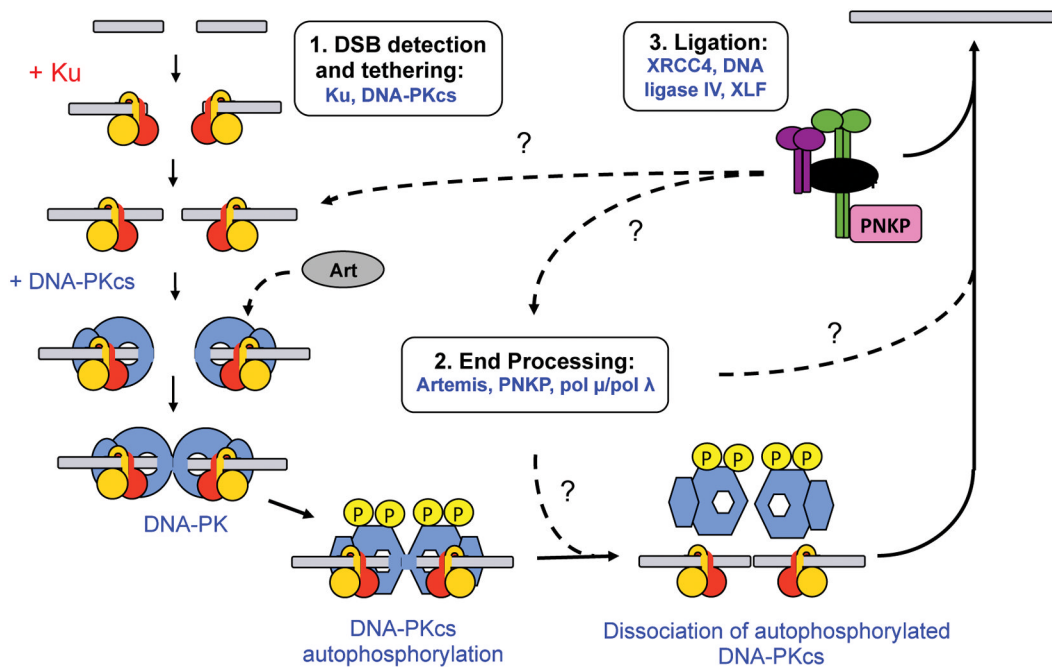 1. DSB detection
and tethering:
Ku, DNA-PKcs
3. Ligation:
XRCC4, DNA
ligase IV, XLF
+ Ku
?
PNKP
?
+ DNA-PKcs
Art
2. End Processing:
Artemis, PNKP, pol µ/pol λ
?
DNA-PK
?
P P P P
P P P P
DNA-PKcs
autophosphorylation
Dissociation of autophosphorylated
DNA-PKcs